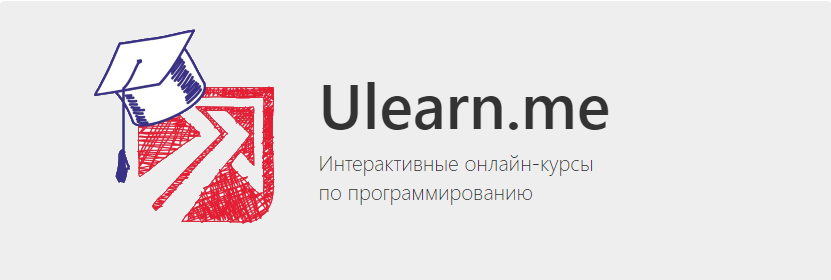 Ulearn.me
Интерактивные онлайн-курсы
по программированию